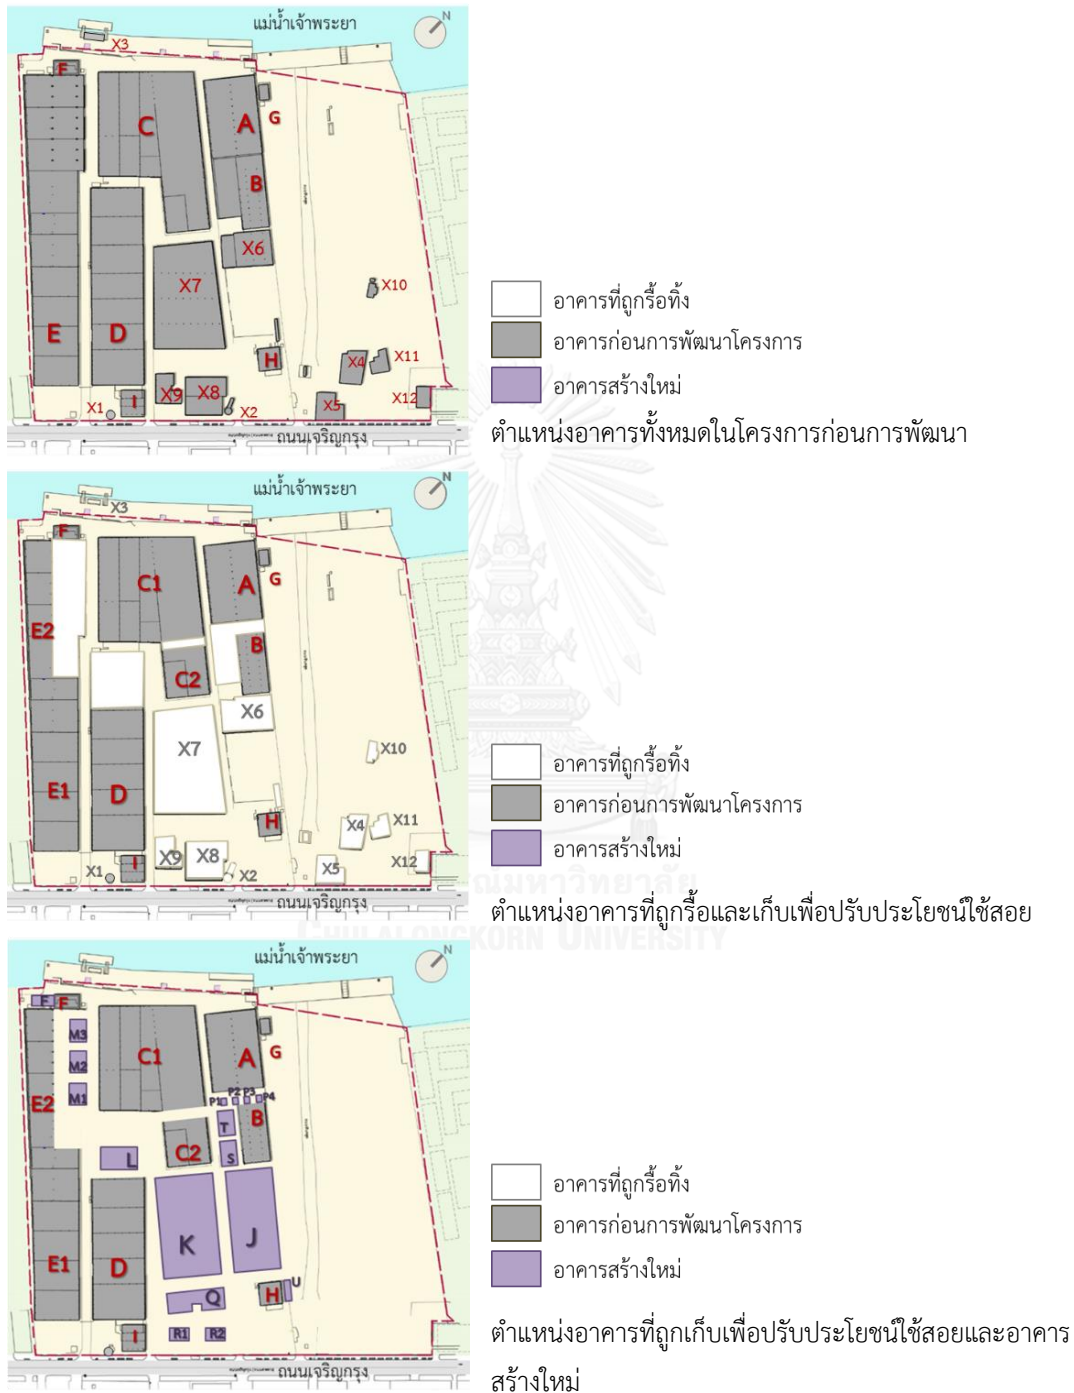 แม่น้ำเจ้าพระยา
N
X3
F
C
A
G
B
X6
X7
X10
E
D
H
X4
X11
I
X9
X8
X5
X12
X1
X2
ถนนเจริญกรุง
อาคารที่ถูกรื้อทิ้ง
อาคารก่อนการพัฒนาโครงการ
อาคารสร้างใหม่
ตำแหน่งอาคารทั้งหมดในโครงการก่อนการพัฒนา
แม่น้ำเจ้าพระยา
N
X3
F
C1
A
G
E2
B
C2
X6
X7
X10
E1
D
H
X4
X11
I
X9
X8
X5
X12
X1
X2
ถนนเจริญกรุง
อาคารที่ถูกรื้อทิ้ง
อาคารก่อนการพัฒนาโครงการ
อาคารสร้างใหม่
ตำแหน่งอาคารที่ถูกรื้อและเก็บเพื่อปรับประโยชน์ใช้สอย
CHULALONGKORN UNIVERSITY
แม่น้ำเจ้าพระยา
N
F F
M3
C1
A
G
M2
M1
P1 P2 P3 P4
E2
B
T
C2
S
L
K
J
E1
D
H
U
Q
I
R1
R2
ถนนเจริญกรุง
อาคารที่ถูกรื้อทิ้ง
อาคารก่อนการพัฒนาโครงการ
อาคารสร้างใหม่
ตำแหน่งอาคารที่ถูกเก็บเพื่อปรับประโยชน์ใช้สอยและอาคาร
สร้างใหม่